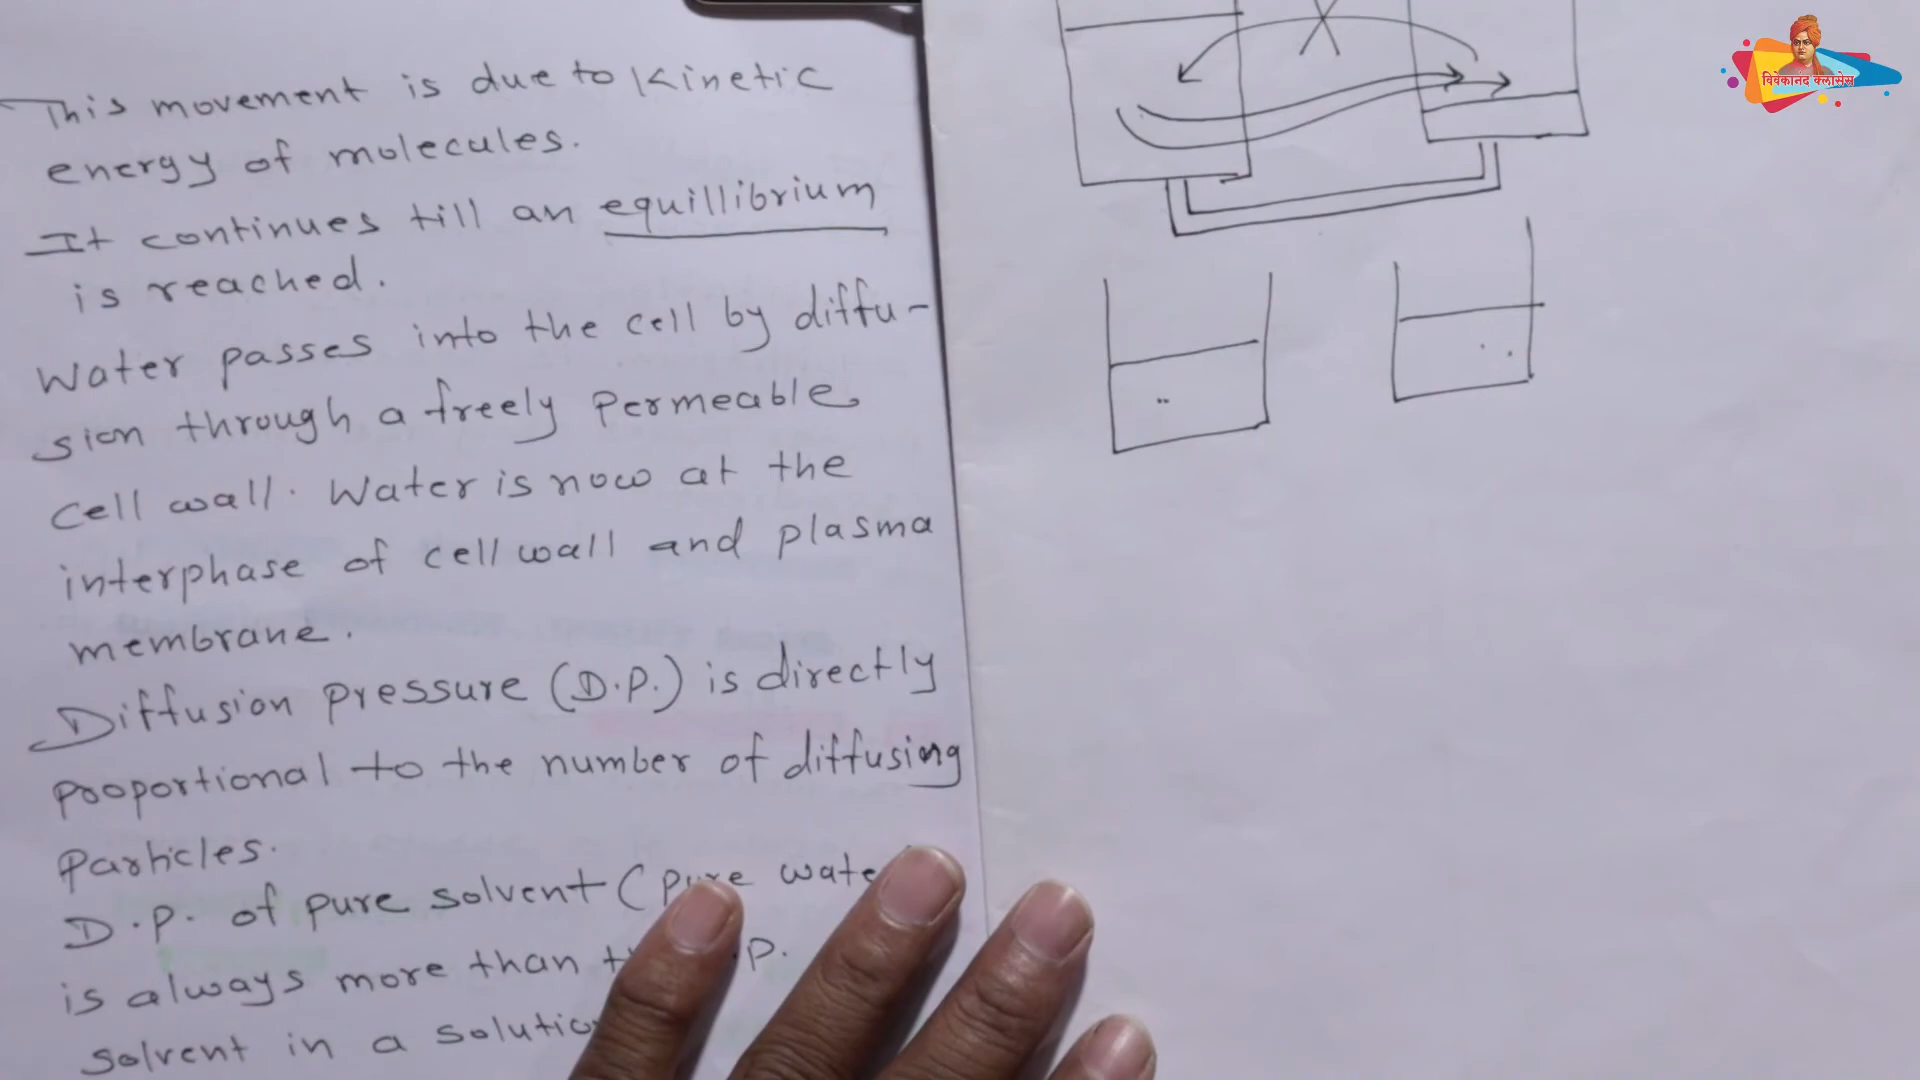 This movement is due to Kinetic
energy of molecules.
It continues till an equillibrium
is reached.
Water passes into the cell by diffu-
sion through a freely permeable
cell wall. Water is now at the
interphase of cell wall and plasma
membrane.
Diffusion pressure (D.P.) is directly
proportional to the number of diffusing
particles.
D.P. of pure solvent (pure
is always more than
solvent in a
विवेकानंद क्लासेस